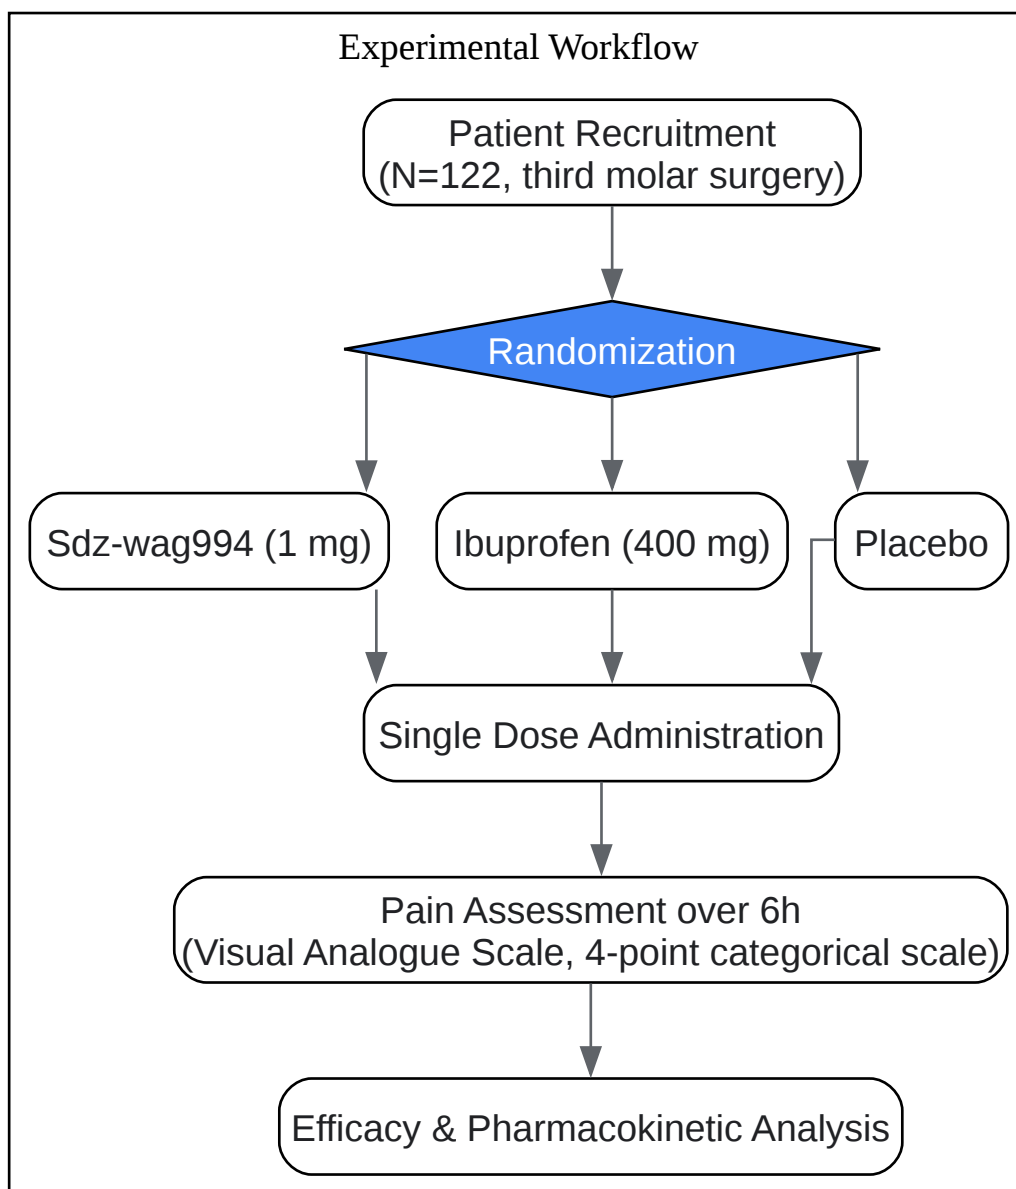 Experimental Workflow
Patient Recruitment
(N=122, third molar surgery)
Randomization
Sdz-wag994 (1 mg)
Ibuprofen (400 mg)
Placebo
Single Dose Administration
Pain Assessment over 6h
(Visual Analogue Scale, 4-point categorical scale)
Efficacy & Pharmacokinetic Analysis